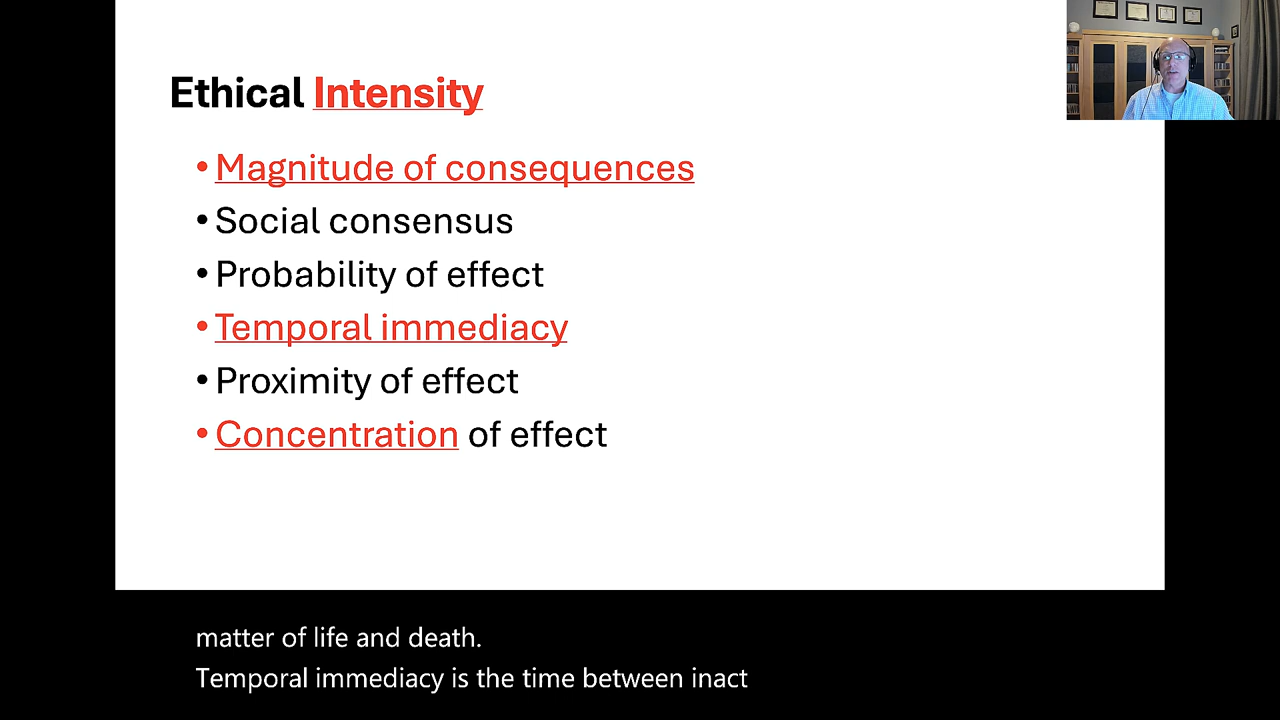 Ethical Intensity
• Magnitude of consequences
• Social consensus
• Probability of effect
• Temporal immediacy
• Proximity of effect
• Concentration of effect
matter of life and death.
Temporal immediacy is the time between inact